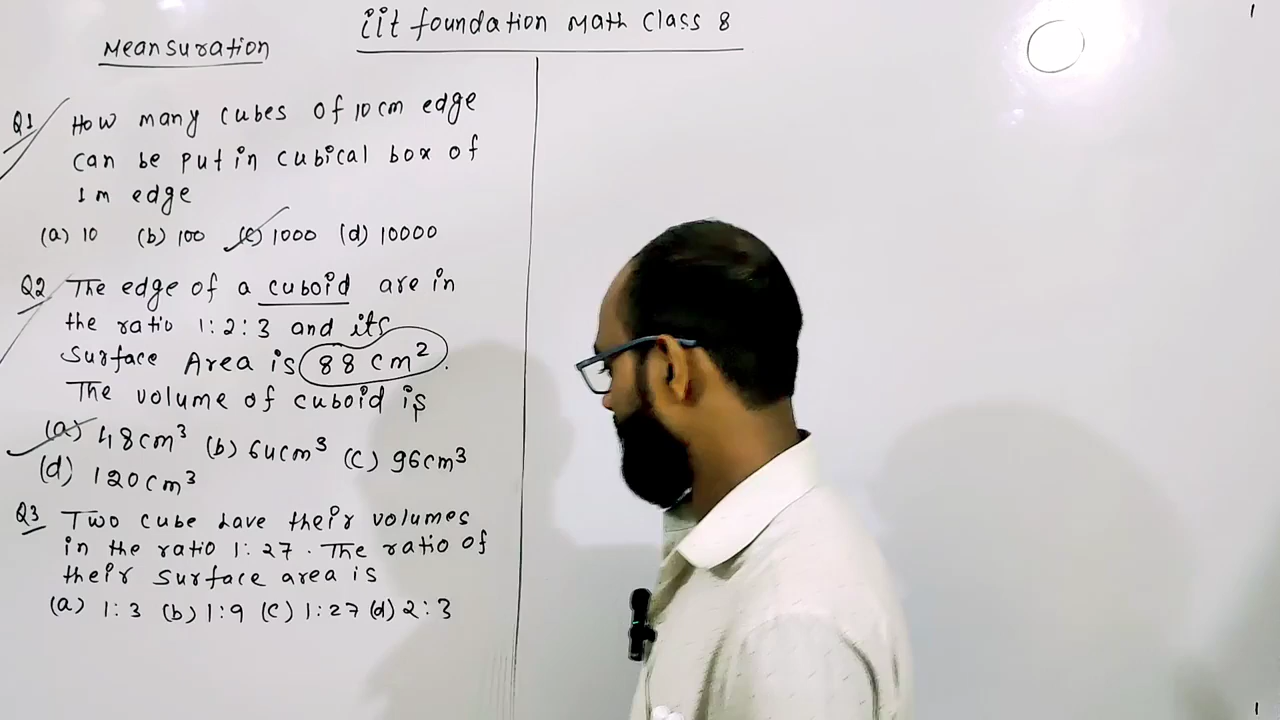 iit foundation math Class 8
Meansuration
Q1 How many cubes of 10cm edge
can be put in cubical box of
1m edge
(a) 10 (b) 100 (c) 1000 (d) 10000
Q2 The edge of a cuboid are in
the ratio 1:2:3 and its
Surface Area is 88 cm².
The volume of cuboid is
(a) 48cm³ (b) 64cm³ (c) 96cm³
(d) 120cm³
Q3 Two cube have their volumes
in the ratio 1:27. The ratio of
their surface area is
(a) 1:3 (b) 1:9 (c) 1:27 (d) 2:3